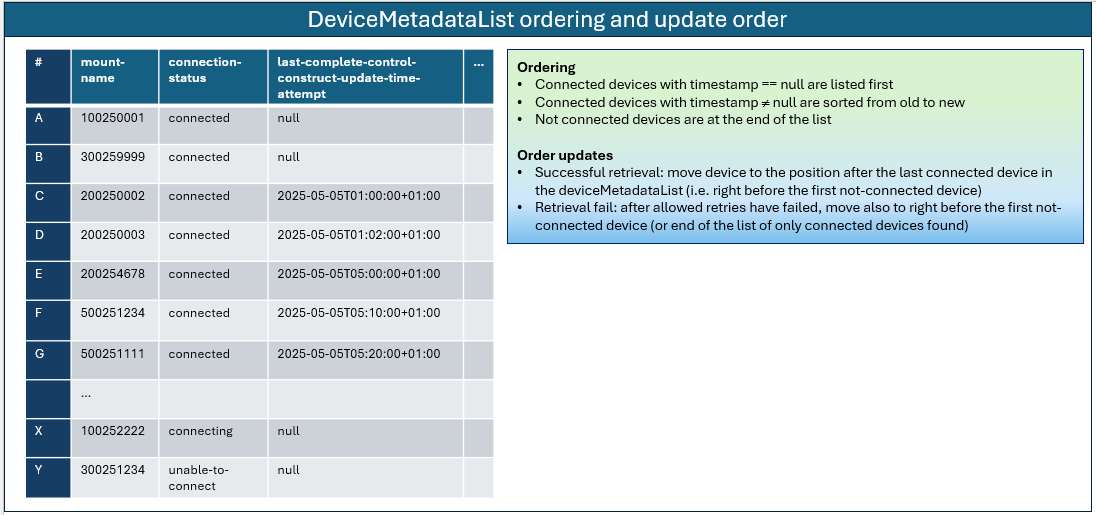 DeviceMetadataList ordering and update order
# mount- connection- last-complete-control- ...
name status construct-update-time-
attempt
A 100250001 connected null
B 300259999 connected null
C 200250002 connected 2025-05-05T01:00:00+01:00
D 200250003 connected 2025-05-05T01:02:00+01:00
E 200254678 connected 2025-05-05T05:00:00+01:00
F 500251234 connected 2025-05-05T05:10:00+01:00
G 500251111 connected 2025-05-05T05:20:00+01:00
...
X 100252222 connecting null
Y 300251234 unable-to- null
connect
Ordering
• Connected devices with timestamp == null are listed first
• Connected devices with timestamp ≠ null are sorted from old to new
• Not connected devices are at the end of the list
Order updates
• Successful retrieval: move device to the position after the last connected device in
the deviceMetadataList (i.e. right before the first not-connected device)
• Retrieval fail: after allowed retries have failed, move also to right before the first not-
connected device (or end of the list of only connected devices found)